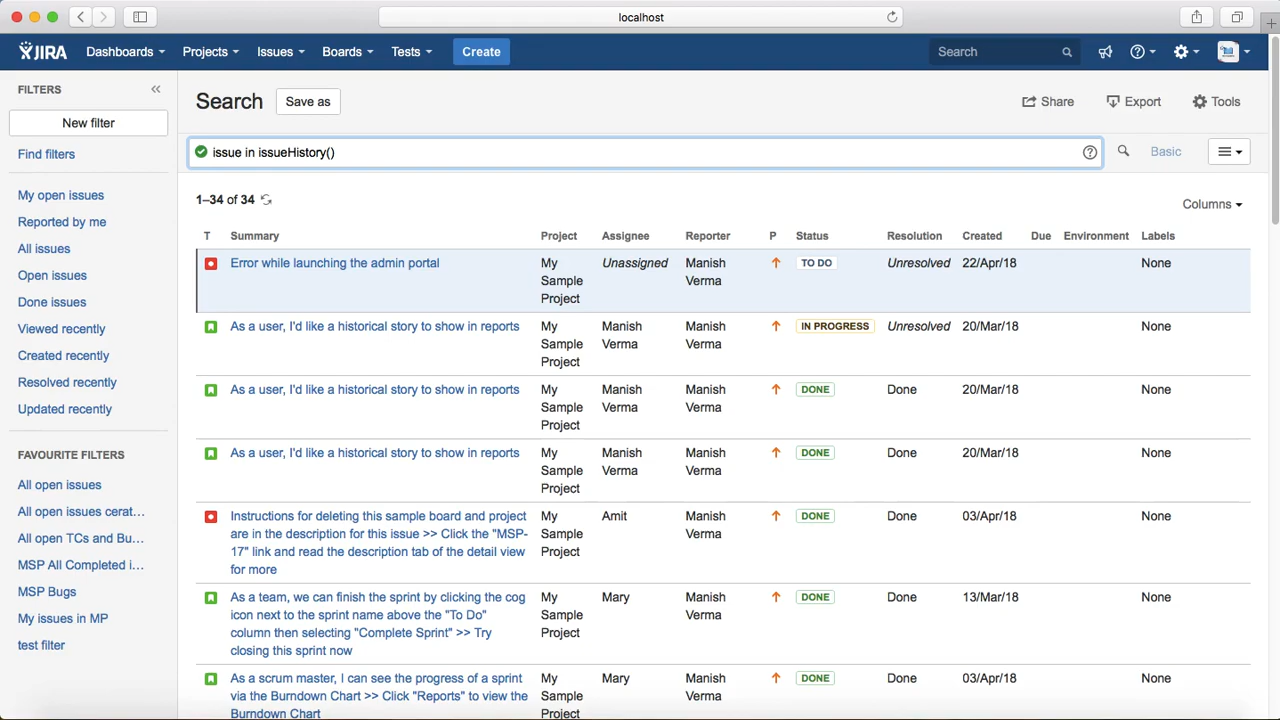 localhost
JIRA Dashboards Projects Issues Boards Tests Create Search
FILTERS
New filter
Find filters
My open issues
Reported by me
All issues
Open issues
Done issues
Viewed recently
Created recently
Resolved recently
Updated recently
FAVOURITE FILTERS
All open issues
All open issues cerat...
All open TCs and Bu...
MSP All Completed i...
MSP Bugs
My issues in MP
test filter
Search Save as Share Export Tools
issue in issueHistory() Basic
1–34 of 34
Columns
T Summary Project Assignee Reporter P Status Resolution Created Due Environment Labels
Error while launching the admin portal My Unassigned Manish TO DO Unresolved 22/Apr/18 None
Sample Verma
Project
As a user, I'd like a historical story to show in reports My Manish Manish IN PROGRESS Unresolved 20/Mar/18 None
Sample Verma Verma
Project
As a user, I'd like a historical story to show in reports My Manish Manish DONE Done 20/Mar/18 None
Sample Verma Verma
Project
As a user, I'd like a historical story to show in reports My Manish Manish DONE Done 20/Mar/18 None
Sample Verma Verma
Project
Instructions for deleting this sample board and project My Amit Manish DONE Done 03/Apr/18 None
are in the description for this issue >> Click the "MSP- Sample Verma
17" link and read the description tab of the detail view Project
for more
As a team, we can finish the sprint by clicking the cog My Mary Manish DONE Done 13/Mar/18 None
icon next to the sprint name above the "To Do" Sample Verma
column then selecting "Complete Sprint" >> Try Project
closing this sprint now
As a scrum master, I can see the progress of a sprint My Mary Manish DONE Done 03/Apr/18 None
via the Burndown Chart >> Click "Reports" to view the Sample Verma
Burndown Chart Project